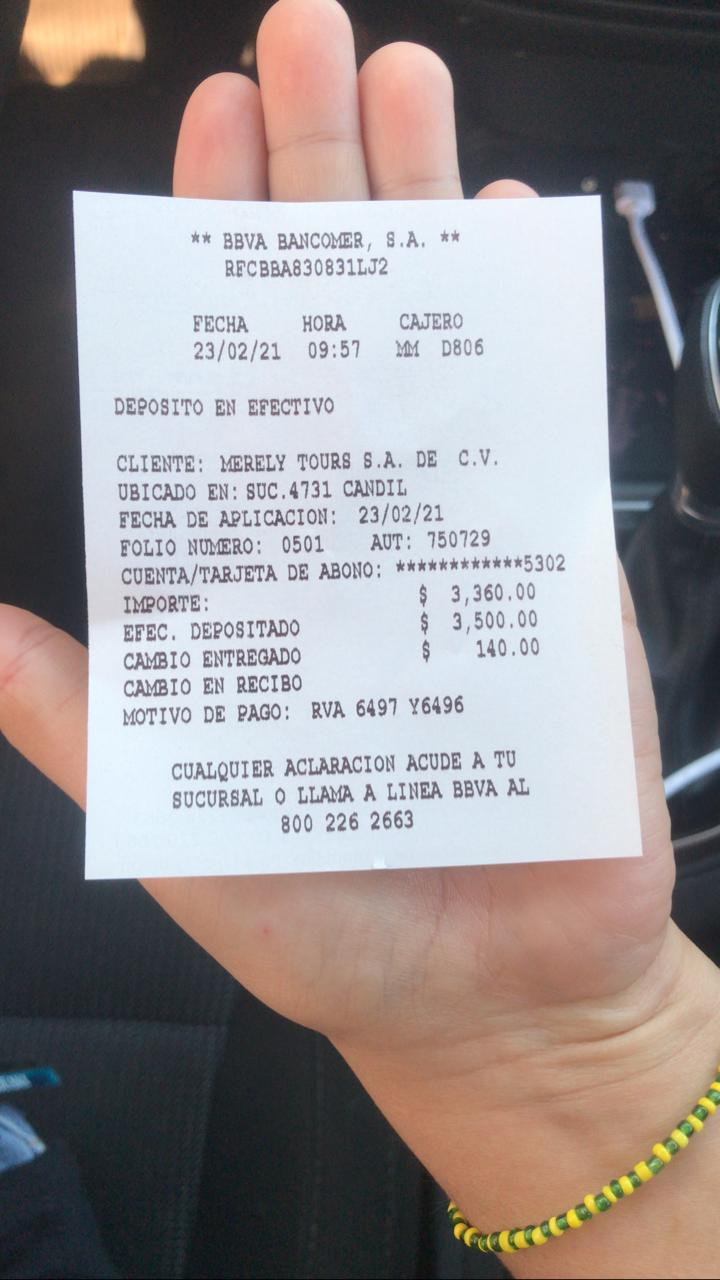 ** BBVA BANCOMER, S.A. **
RFCBBA830831LJ2
FECHA HORA CAJERO
23/02/21 09:57 MM D806
DEPOSITO EN EFECTIVO
CLIENTE: MERELY TOURS S.A. DE C.V.
UBICADO EN: SUC.4731 CANDIL
FECHA DE APLICACION: 23/02/21
FOLIO NUMERO: 0501 AUT: 750729
CUENTA/TARJETA DE ABONO: ************5302
IMPORTE: $ 3,360.00
EFEC. DEPOSITADO $ 3,500.00
CAMBIO ENTREGADO $ 140.00
CAMBIO EN RECIBO
MOTIVO DE PAGO: RVA 6497 Y6496
CUALQUIER ACLARACION ACUDE A TU
SUCURSAL O LLAMA A LINEA BBVA AL
800 226 2663